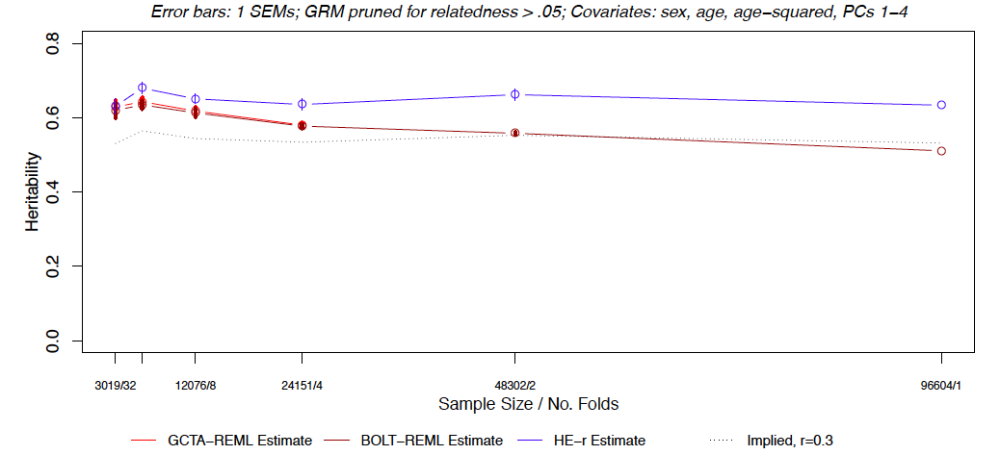 Error bars: 1 SEMs; GRM pruned for relatedness > .05; Covariates: sex, age, age−squared, PCs 1−4
0.8
0.6
0.4
0.2
0.0
Heritability
3019/32 12076/8 24151/4 48302/2 96604/1
Sample Size / No. Folds
GCTA−REML Estimate BOLT−REML Estimate HE−r Estimate Implied, r=0.3